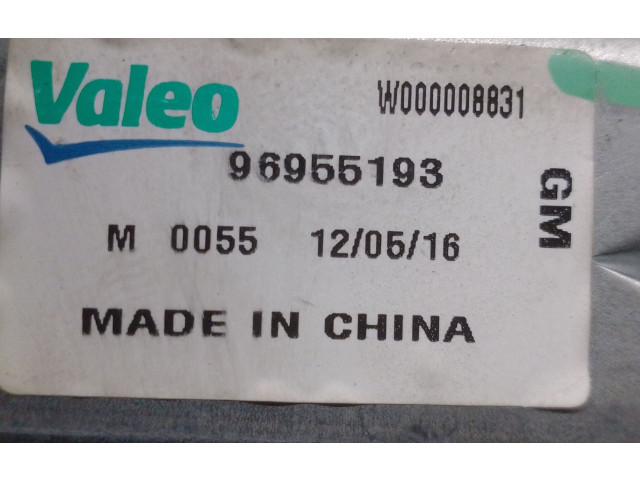 Valeo
W000008831
96955193
GM
M 0055 12/05/16
MADE IN CHINA